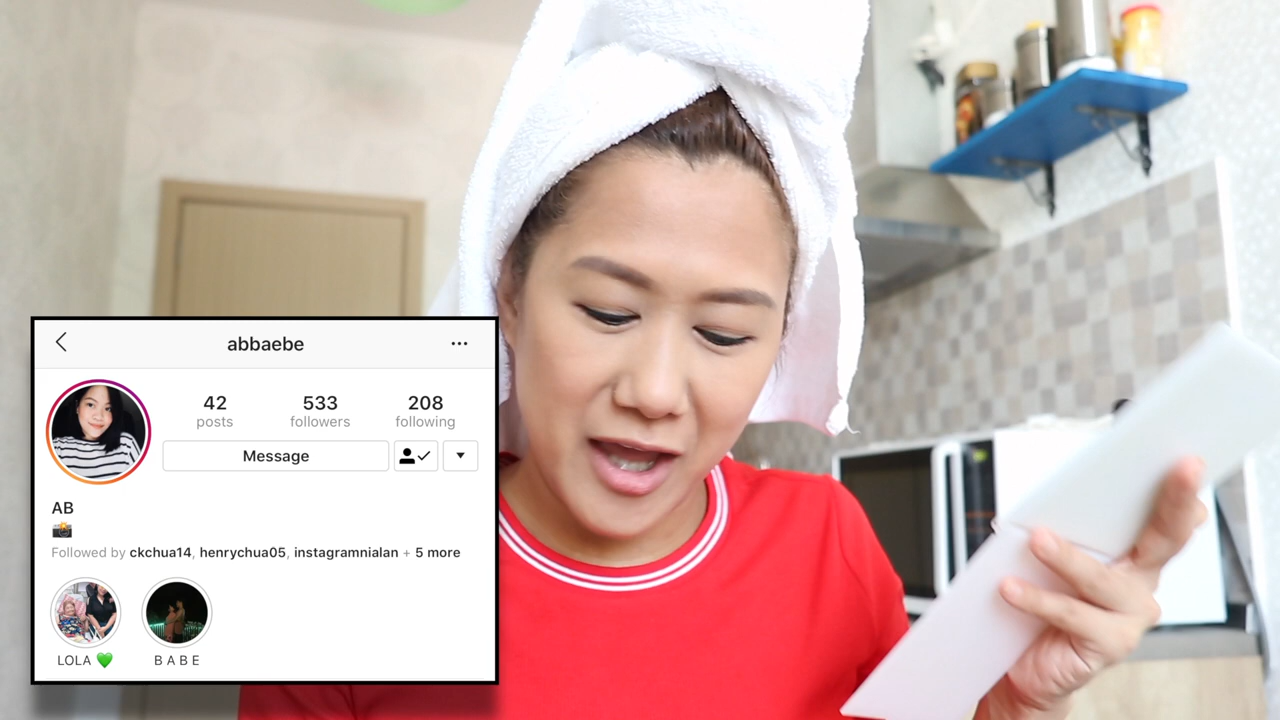 abbaebe
42 533 208
posts followers following
Message
AB
Followed by ckchua14, henrychua05, instagramnialan + 5 more
LOLA 💚 B A B E